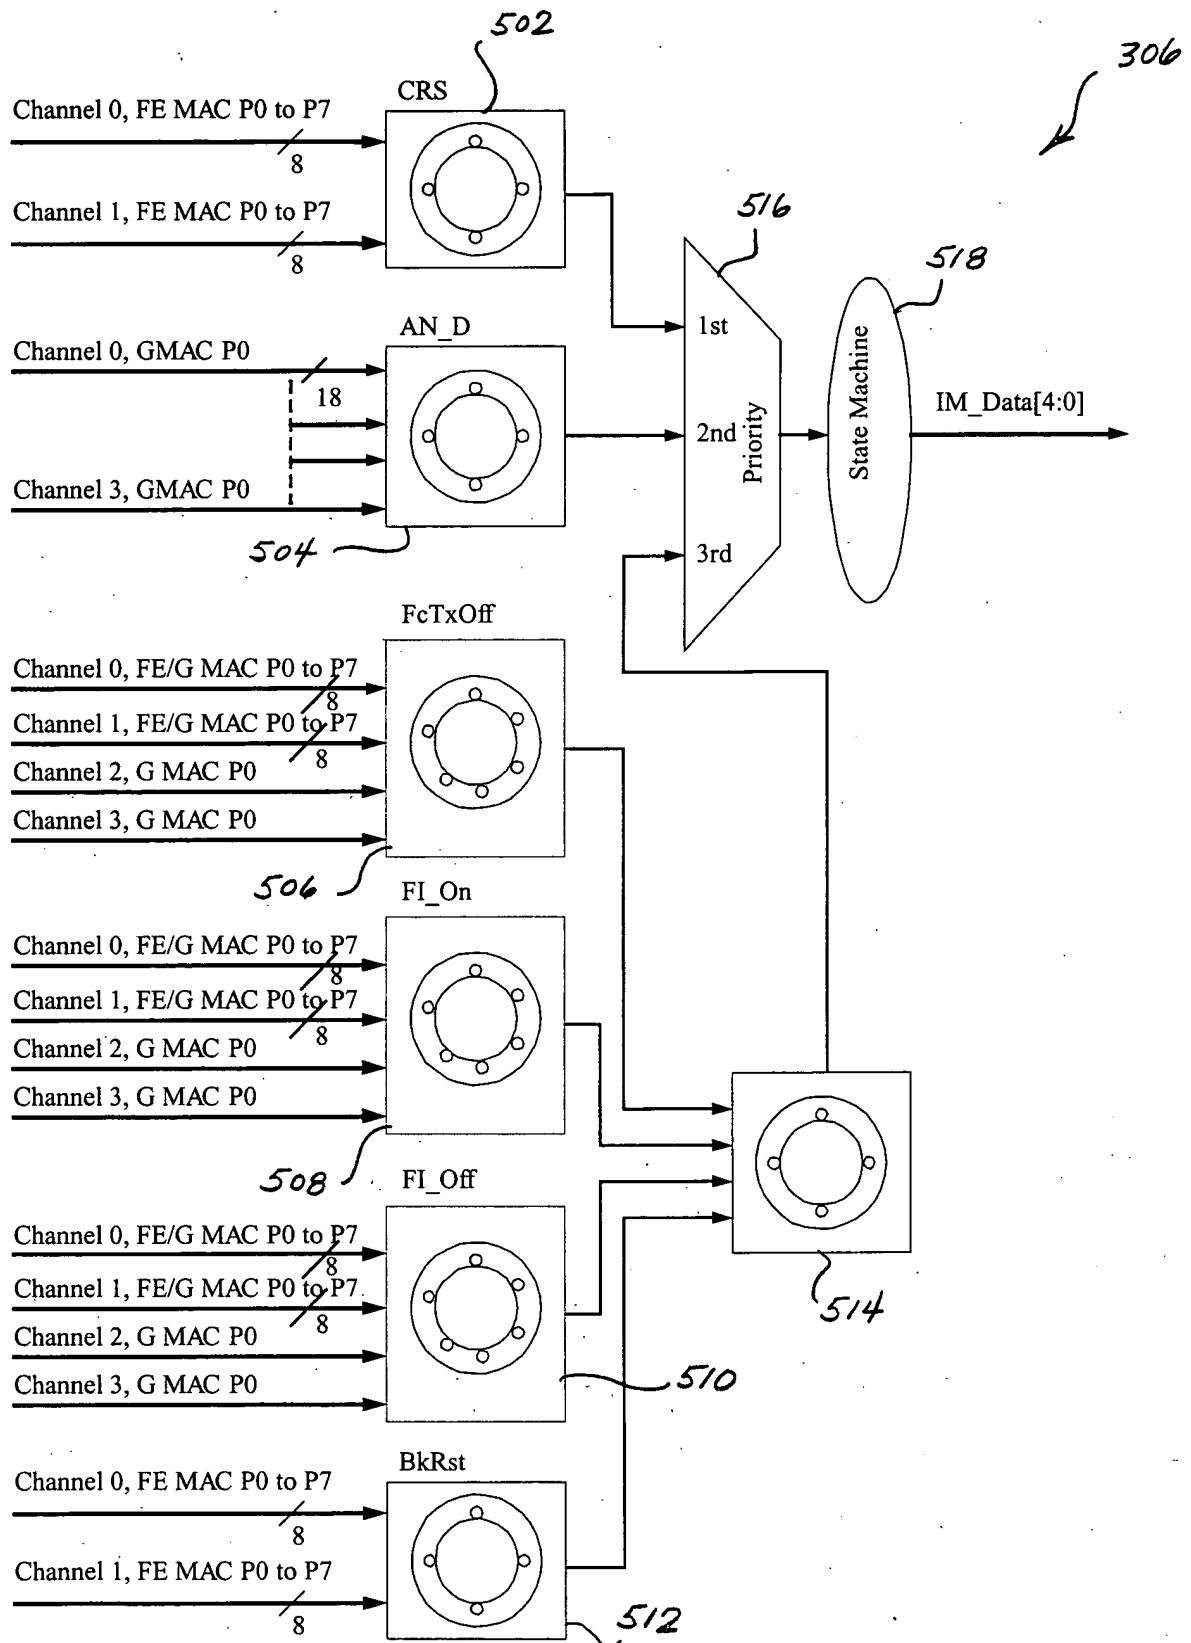 502
306
CRS
Channel 0, FE MAC P0 to P7
8
Channel 1, FE MAC P0 to P7
8
516
518
AN_D
Channel 0, GMAC P0
18
Channel 3, GMAC P0
504
1st
2nd
3rd
Priority
State Machine
IM_Data[4:0]
FcTxOff
Channel 0, FE/G MAC P0 to P7
8
Channel 1, FE/G MAC P0 to P7
8
Channel 2, G MAC P0
Channel 3, G MAC P0
506
FI_On
Channel 0, FE/G MAC P0 to P7
8
Channel 1, FE/G MAC P0 to P7
8
Channel 2, G MAC P0
Channel 3, G MAC P0
508
FI_Off
Channel 0, FE/G MAC P0 to P7
8
Channel 1, FE/G MAC P0 to P7
8
Channel 2, G MAC P0
Channel 3, G MAC P0
510
514
BkRst
Channel 0, FE MAC P0 to P7
8
Channel 1, FE MAC P0 to P7
8
512